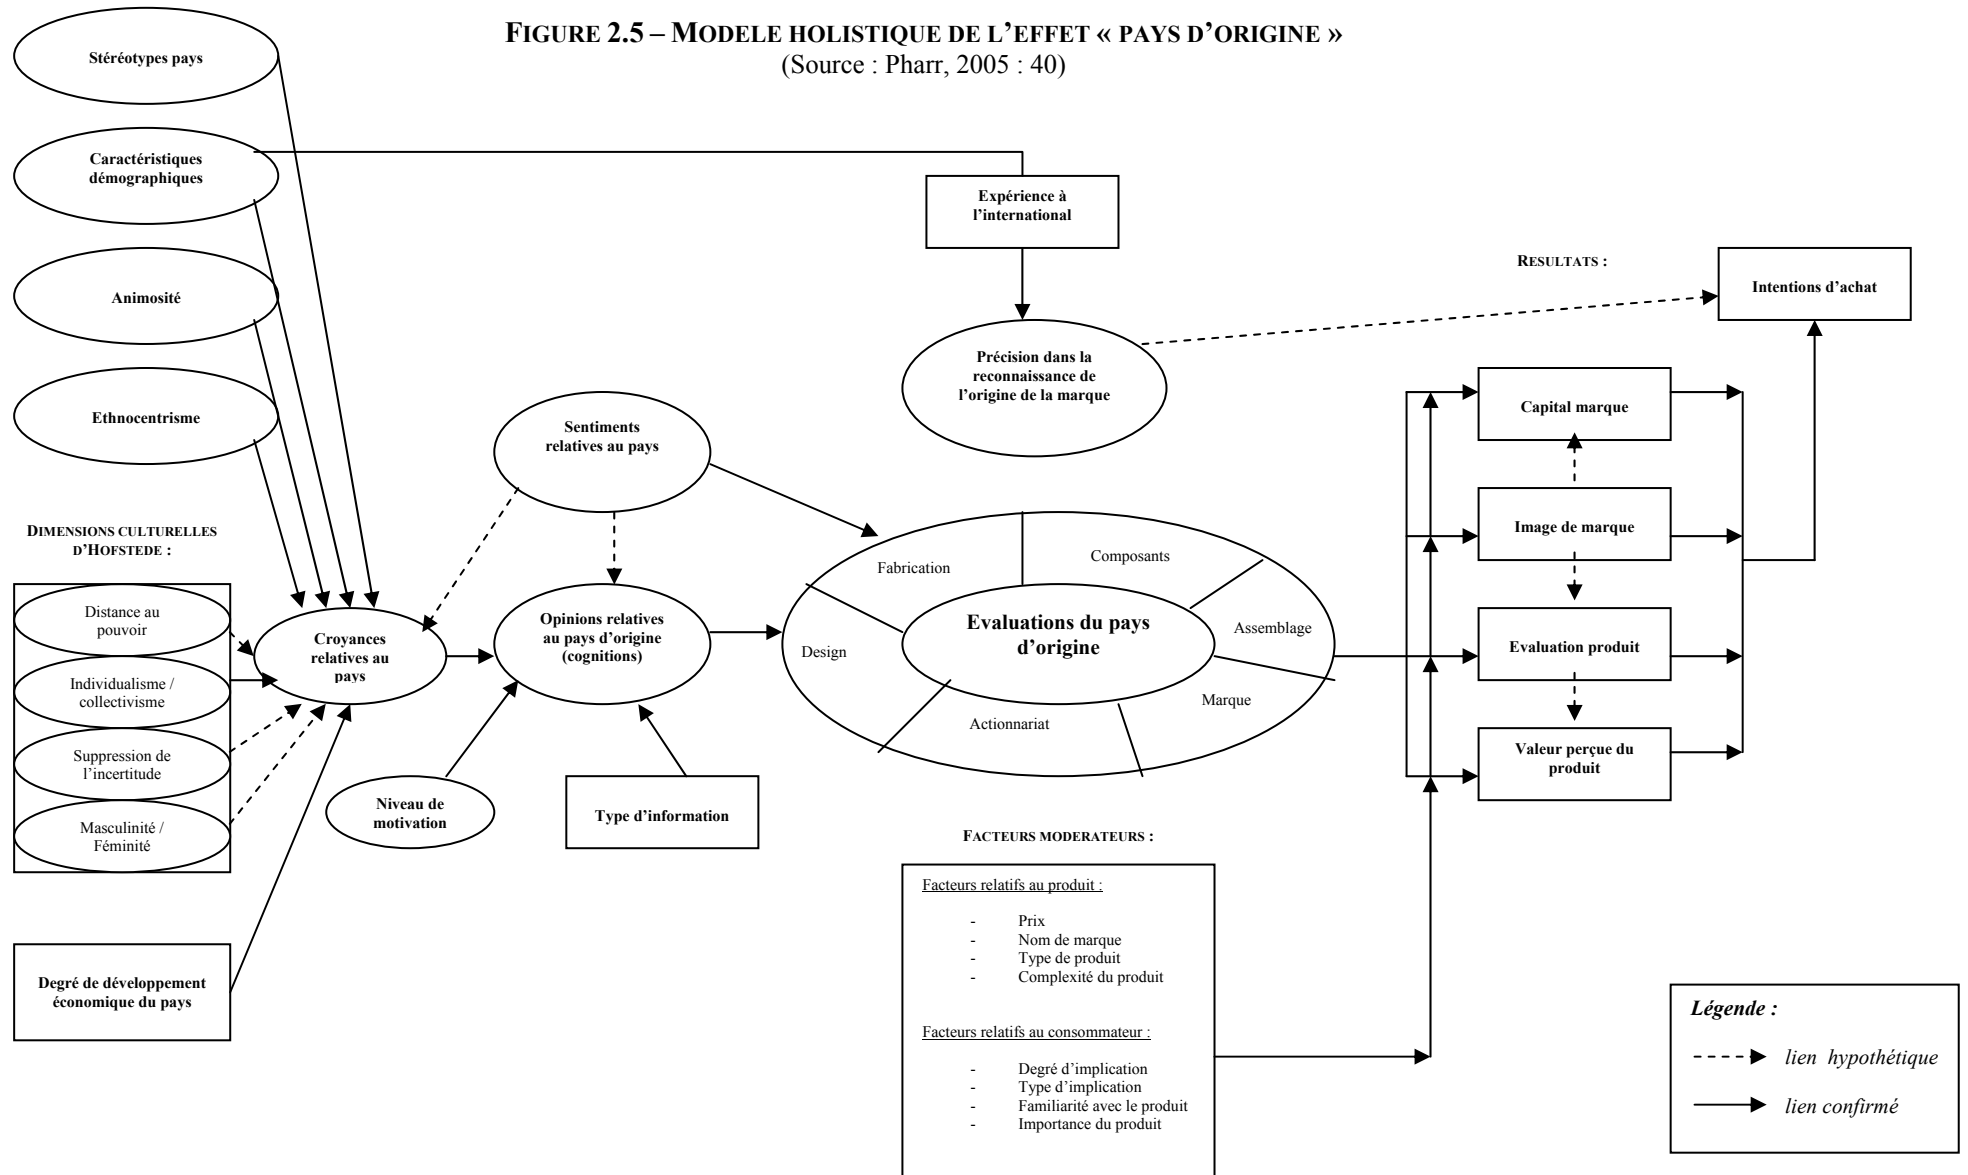 FIGURE 2.5 – MODELE HOLISTIQUE DE L'EFFET « PAYS D'ORIGINE »
(Source : Pharr, 2005 : 40)
Stéréotypes pays
Caractéristiques
démographiques
Animosité
Ethnocentrisme
DIMENSIONS CULTURELLES
D'HOFSTEDE :
Distance au
pouvoir
Individualisme /
collectivisme
Suppression de
l'incertitude
Masculinité /
Féminité
Degré de développement
économique du pays
Croyances
relatives au
pays
Sentiments
relatives au pays
Opinions relatives
au pays d'origine
(cognitions)
Niveau de
motivation
Type d'information
Expérience à
l'international
Précision dans la
reconnaissance de
l'origine de la marque
Fabrication
Composants
Assemblage
Marque
Actionnariat
Design
Evaluations du pays
d'origine
FACTEURS MODERATEURS :
Facteurs relatifs au produit :
- Prix
- Nom de marque
- Type de produit
- Complexité du produit
Facteurs relatifs au consommateur :
- Degré d'implication
- Type d'implication
- Familiarité avec le produit
- Importance du produit
RESULTATS :
Intentions d'achat
Capital marque
Image de marque
Evaluation produit
Valeur perçue du
produit
Légende :
lien hypothétique
lien confirmé